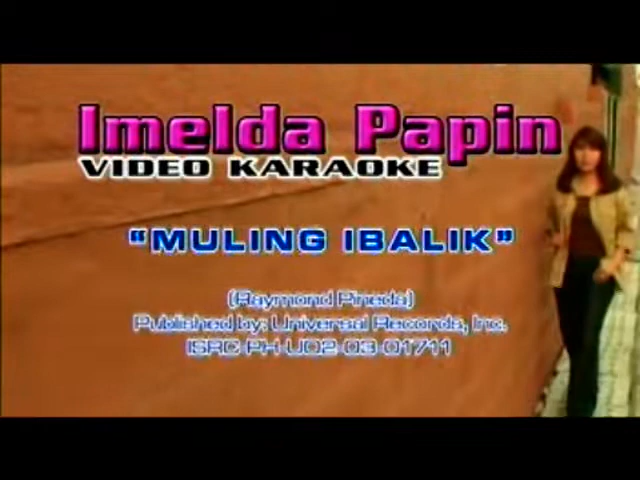 Imelda Papin
VIDEO KARAOKE
"MULING IBALIK"
(Raymond Pineda)
Published by: Universal Records, Inc.
ISRC PH-U02-03-01711